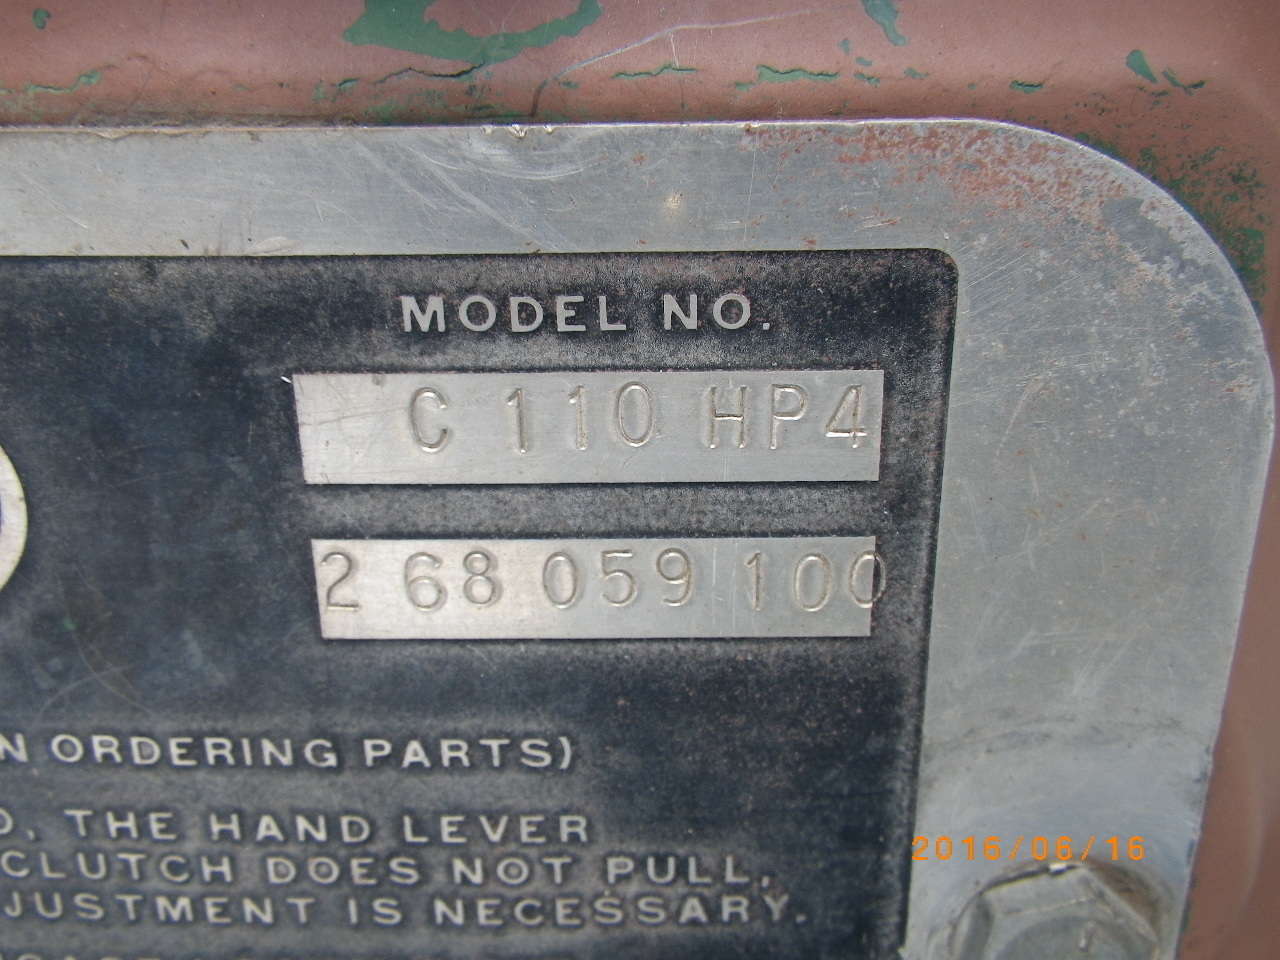 MODEL NO.
C 110 HP4
2 68 059 100
N ORDERING PARTS)
D, THE HAND LEVER
CLUTCH DOES NOT PULL,
JUSTMENT IS NECESSARY.
2016/06/16